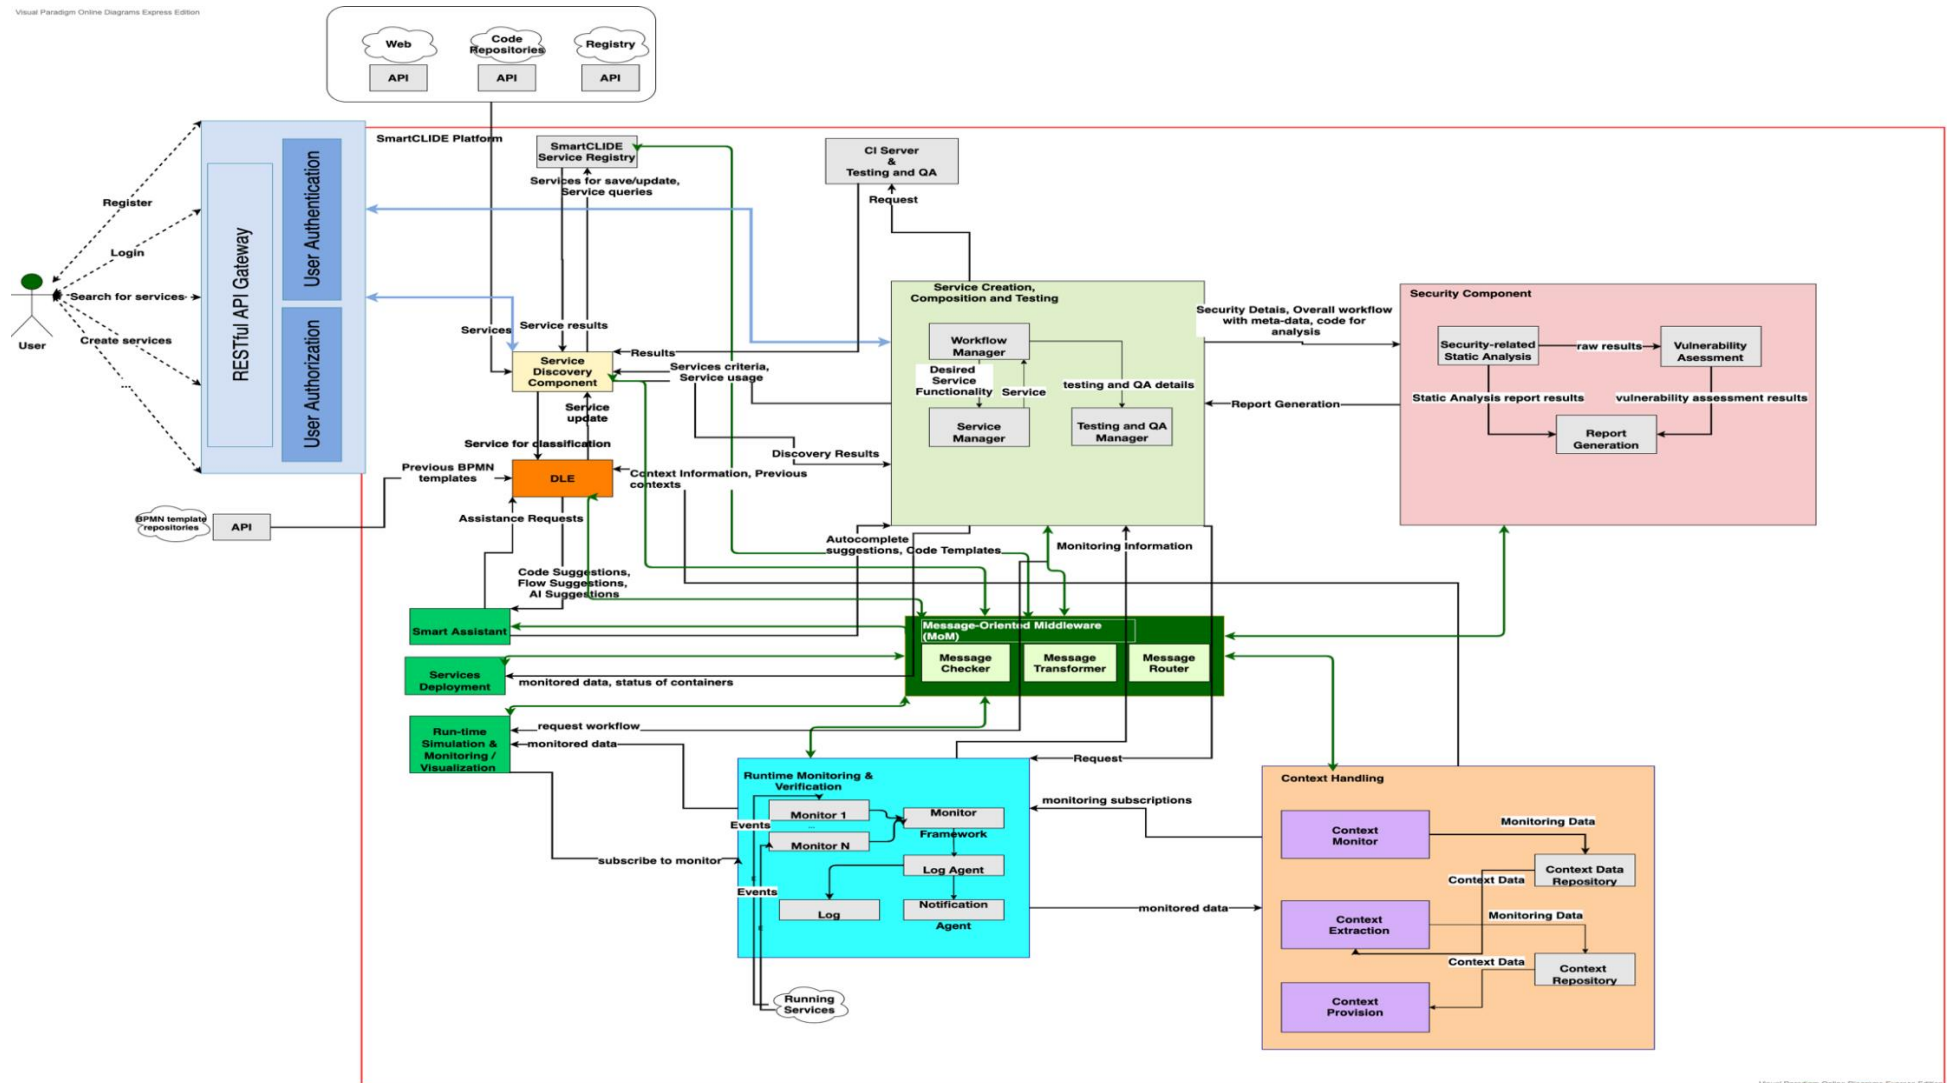 Visual Paradigm Online Diagrams Express Edition
Web
API
Code
Repositories
API
Registry
API
SmartCLIDE Platform
SmartCLIDE
Service Registry
Services for save/update,
Service queries
CI Server
&
Testing and QA
Request
RESTful API Gateway
User Authentication
User Authorization
Register
Login
Search for services
Create services
...
User
Services
Service results
Service
Discovery
Component
Results
Services criteria,
Service usage
Service
update
Service for classification
Discovery Results
DLE
Previous BPMN
templates
Context Information, Previous
contexts
BPMN template
repositories
API
Assistance Requests
Code Suggestions,
Flow Suggestions,
AI Suggestions
Service Creation,
Composition and Testing
Workflow
Manager
Desired
Service
Functionality
Service
testing and QA details
Service
Manager
Testing and QA
Manager
Security Detais, Overall workflow
with meta-data, code for
analysis
Report Generation
Security Component
Security-related
Static Analysis
raw results
Vulnerability
Asessment
Static Analysis report results
vulnerability assessment results
Report
Generation
Autocomplete
suggestions, Code Templates
Monitoring Information
Smart Assistant
Services
Deployment
monitored data, status of containers
Message-Oriented Middleware
(MoM)
Message
Checker
Message
Transformer
Message
Router
Run-time
Simulation &
Monitoring /
Visualization
request workflow
monitored data
subscribe to monitor
Request
Runtime Monitoring &
Verification
Monitor 1
...
Monitor N
Events
Events
Monitor
Framework
Log Agent
Log
Notification
Agent
Running
Services
monitoring subscriptions
monitored data
Context Handling
Context
Monitor
Monitoring Data
Context Data
Repository
Context Data
Context
Extraction
Monitoring Data
Context Data
Context
Repository
Context
Provision